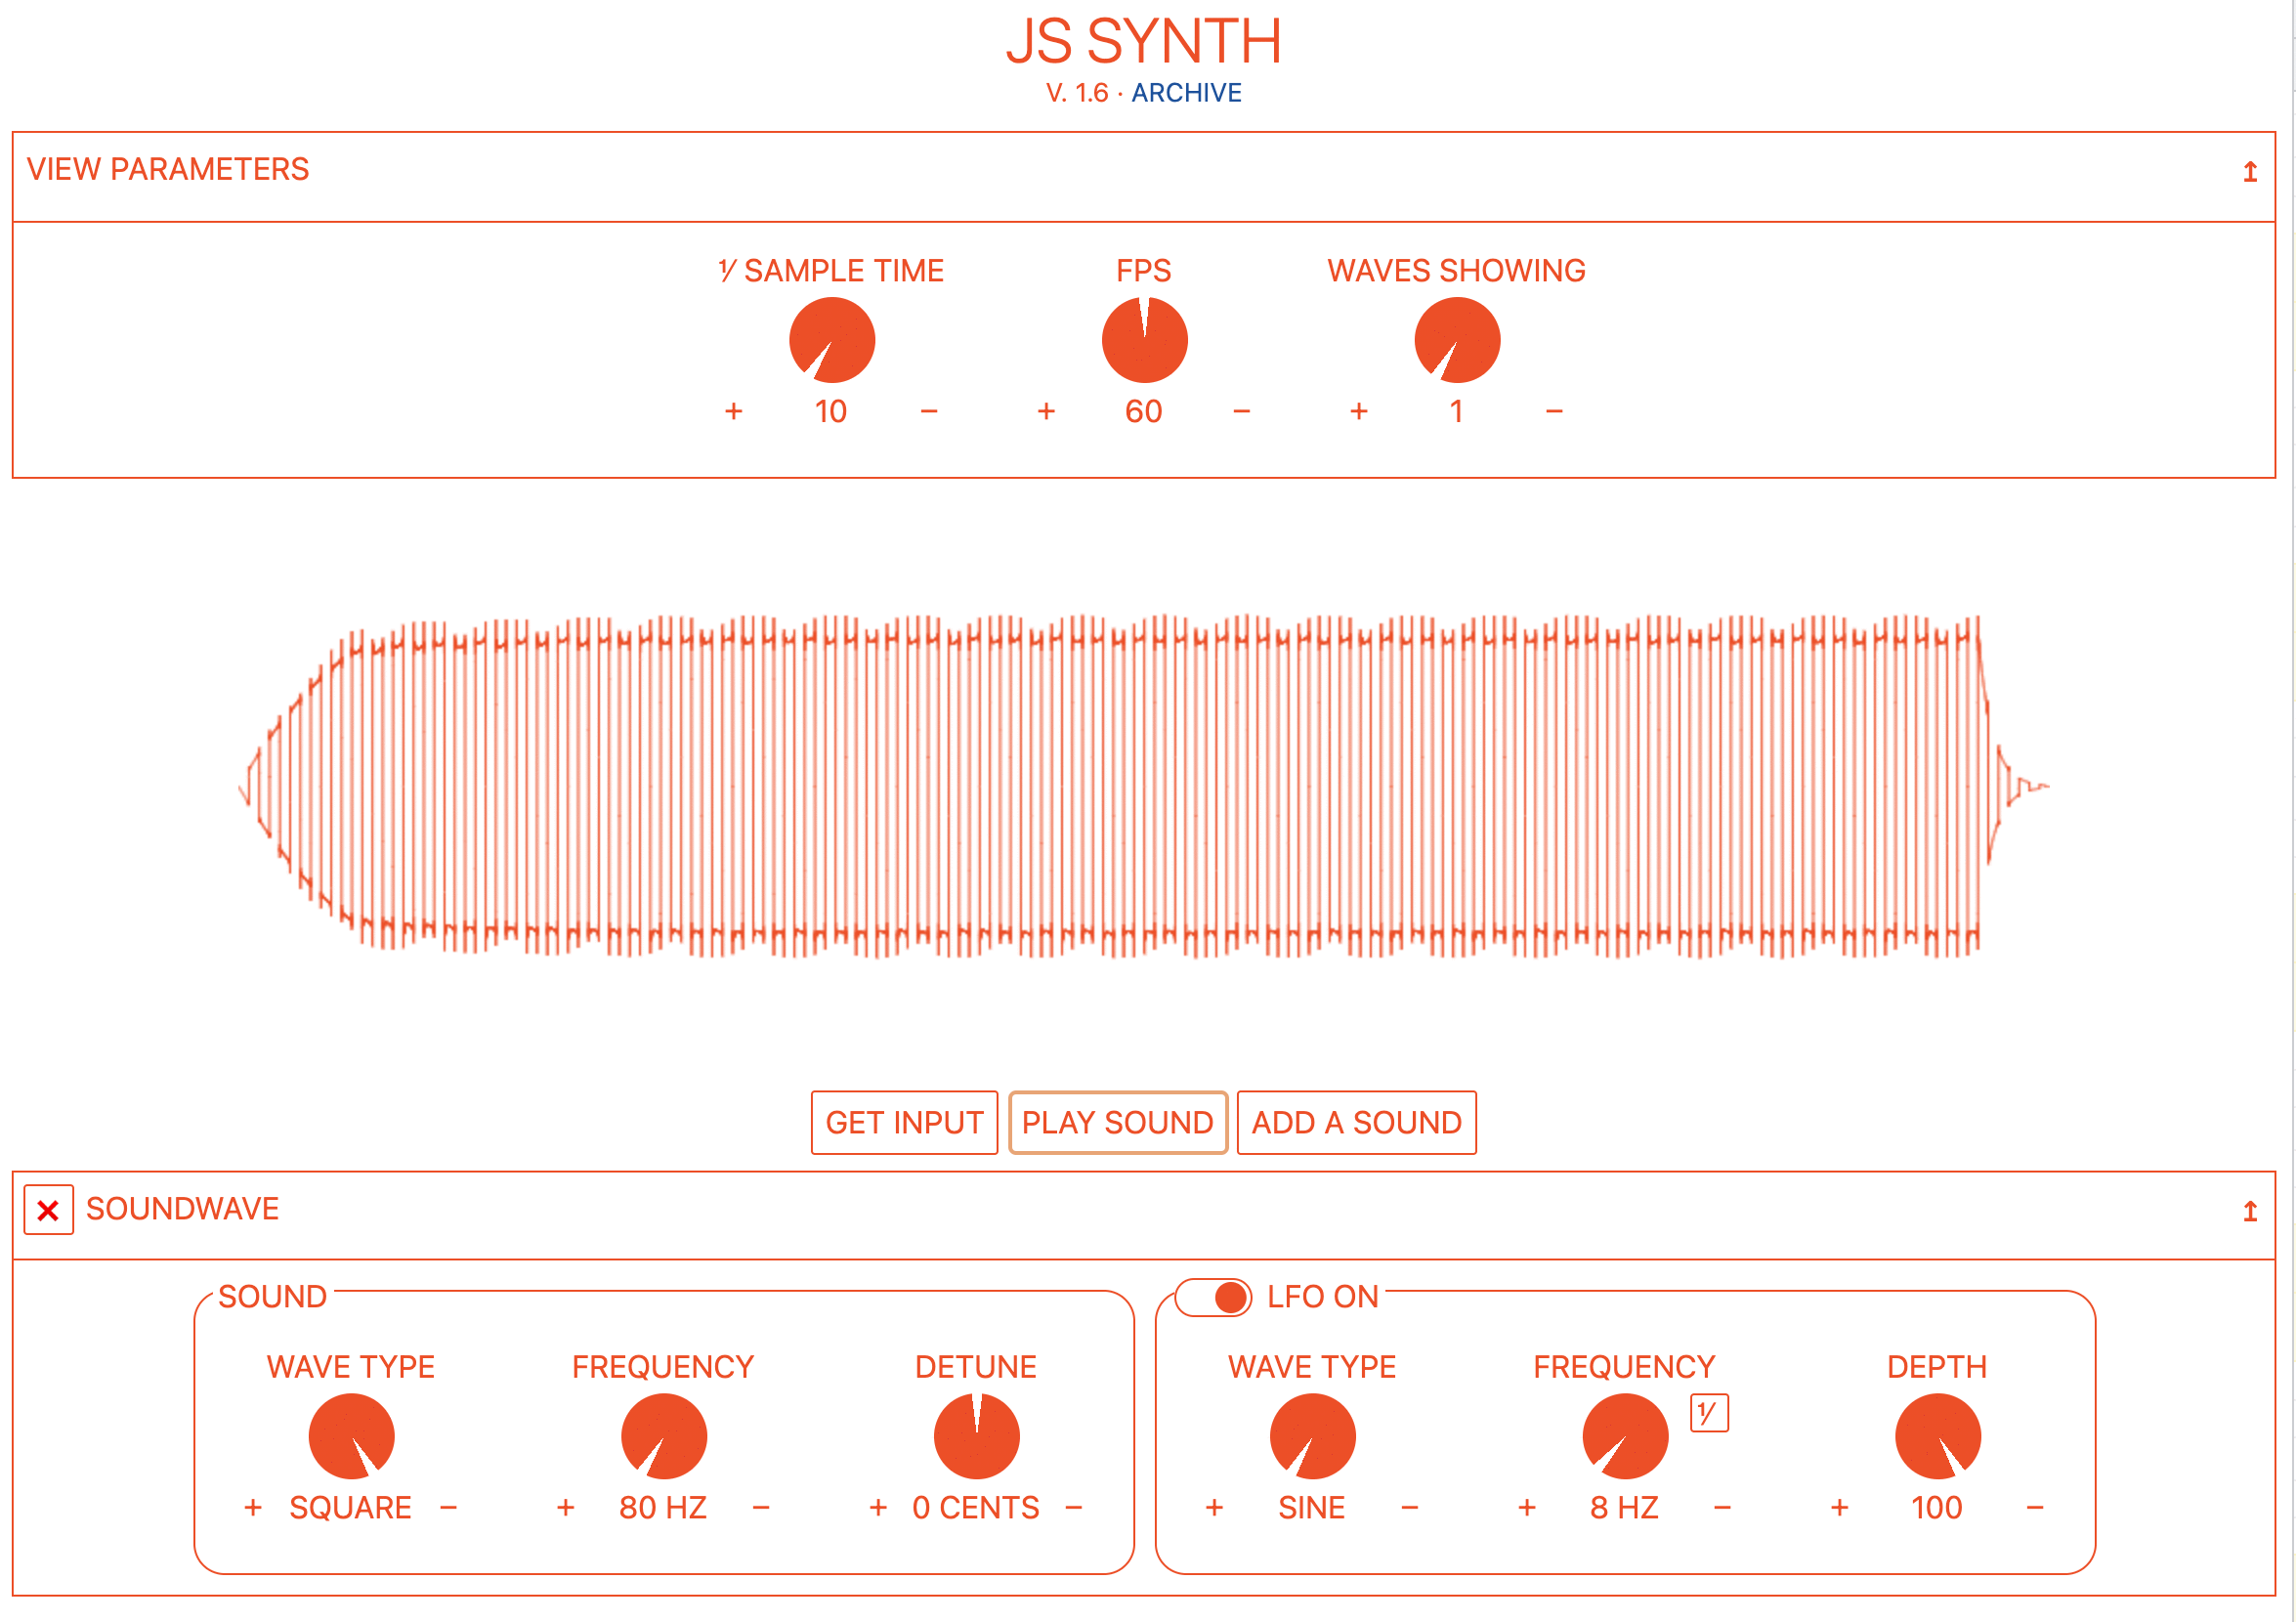 JS SYNTH
V. 1.6 · ARCHIVE
VIEW PARAMETERS ↥
⅟ SAMPLE TIME FPS WAVES SHOWING
+ 10 − + 60 − + 1 −
GET INPUT PLAY SOUND ADD A SOUND
× SOUNDWAVE ↥
SOUND
WAVE TYPE FREQUENCY DETUNE
+ SQUARE − + 80 HZ − + 0 CENTS −
LFO ON
WAVE TYPE FREQUENCY ⅟ DEPTH
+ SINE − + 8 HZ − + 100 −